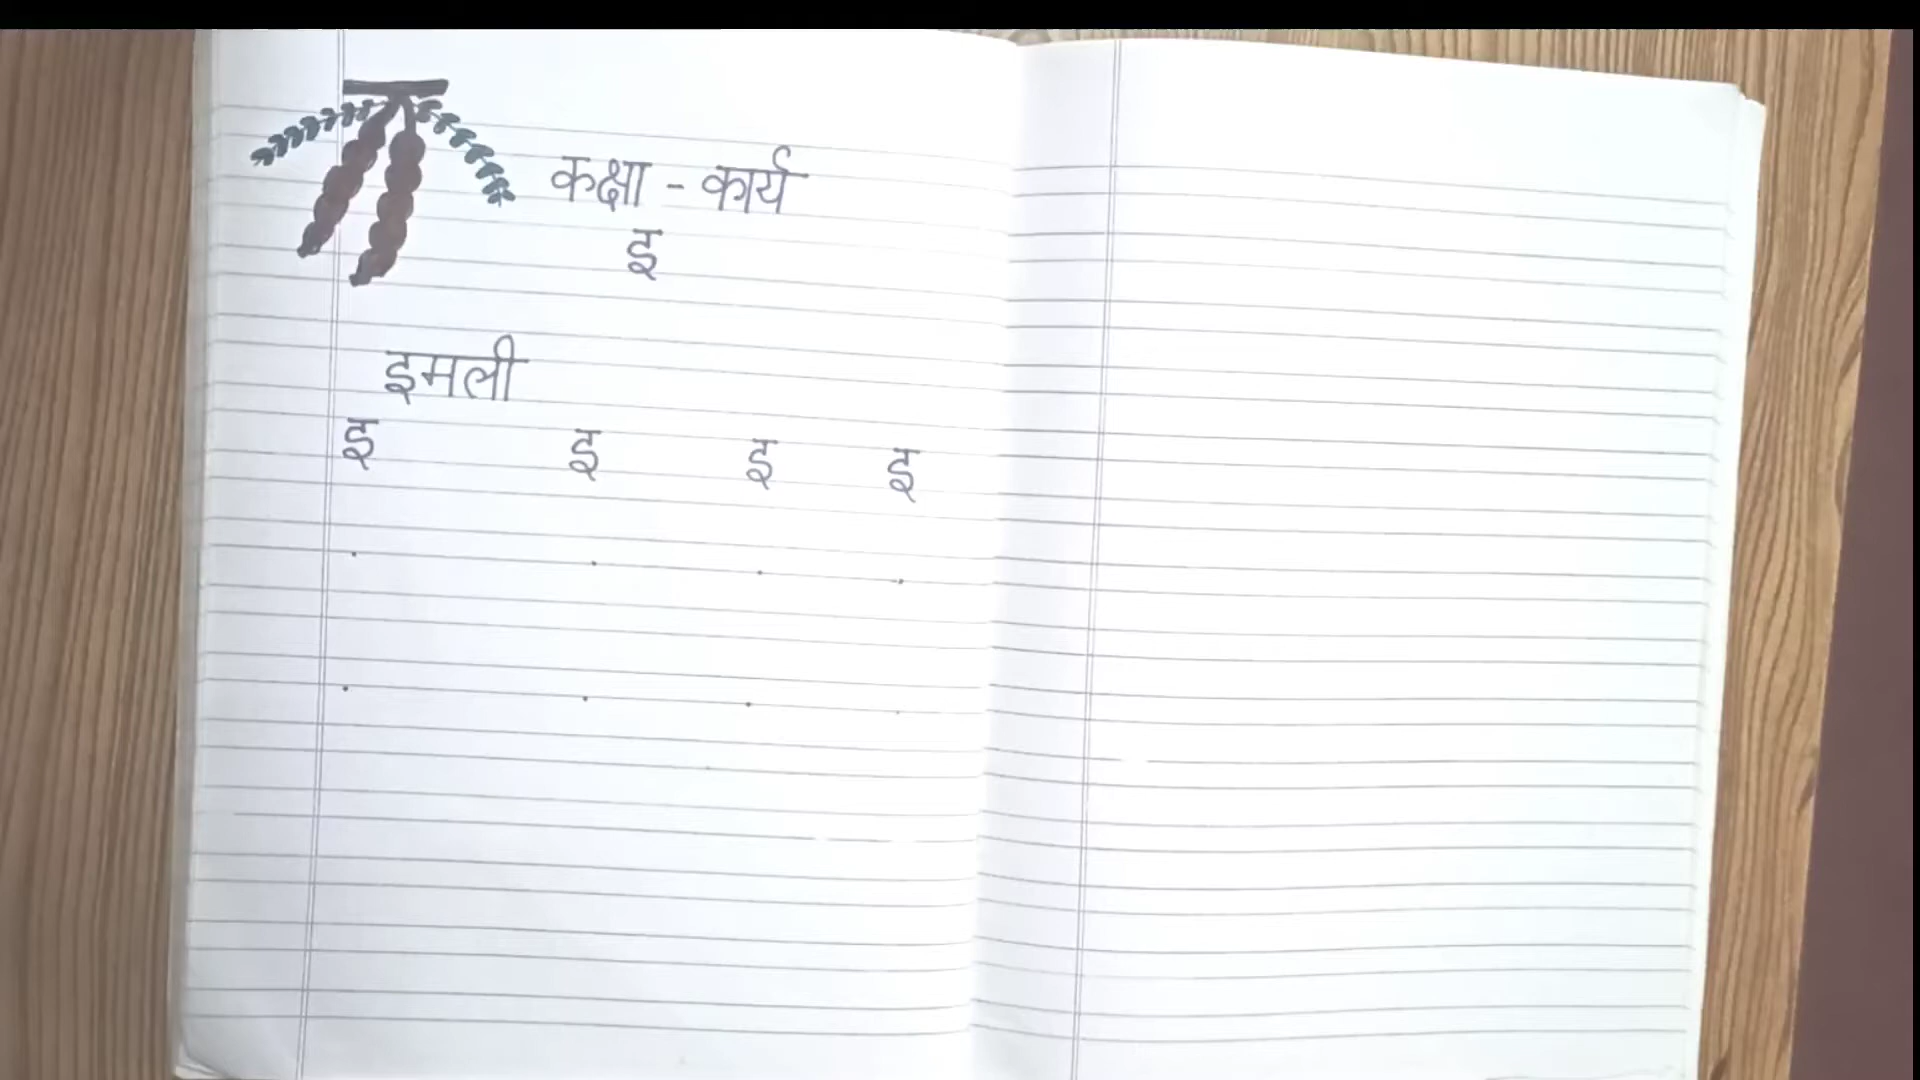 कक्षा - कार्य
इ
इमली
इ इ इ इ